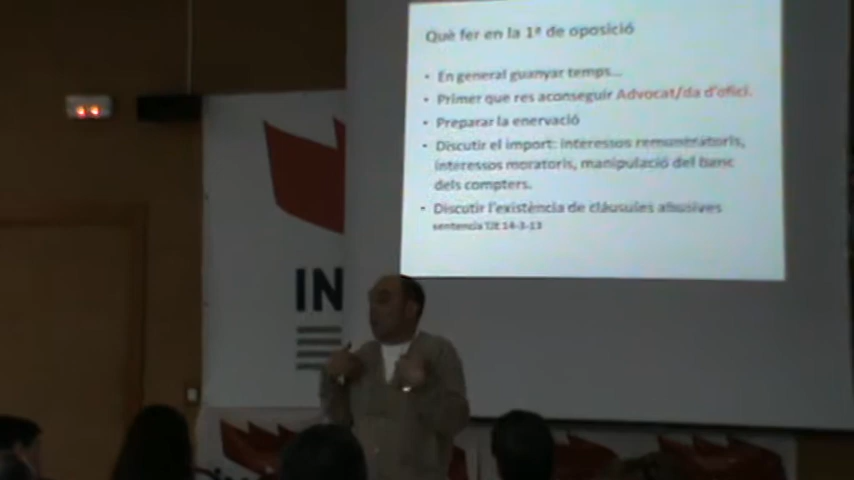 Què fer en la 1ª de oposició
• En general guanyar temps...
• Primer que res aconseguir Advocat/da d'ofici.
• Preparar la enervació
• Discutir el import: interessos remuneratoris,
interessos moratoris, manipulació del banc
dels compters.
• Discutir l'existència de cláusules abusives
sentencia TJE 14-3-13
IN